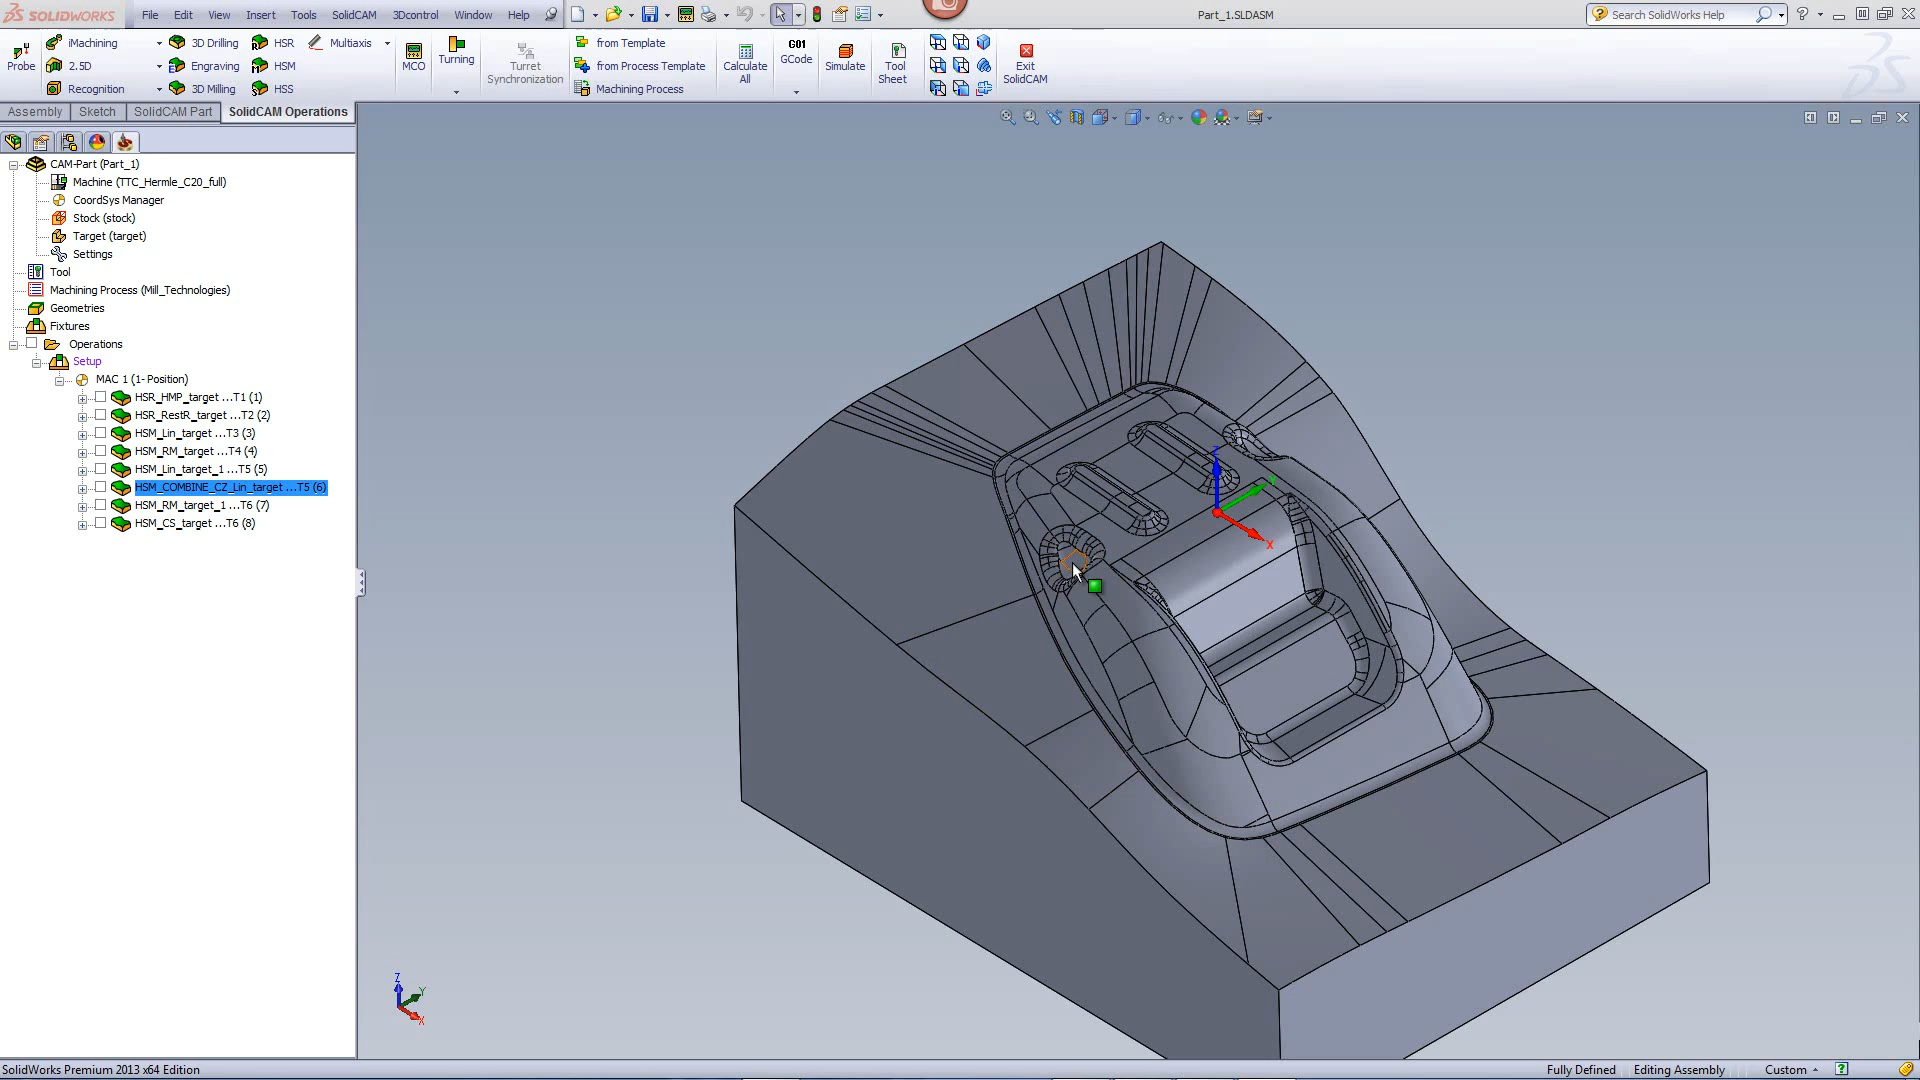 SOLIDWORKS File Edit View Insert Tools SolidCAM 3Dcontrol Window Help Part_1.SLDASM Search SolidWorks Help
iMachining 3D Drilling HSR Multiaxis from Template
Probe 2.5D Engraving HSM MCO Turning Turret Synchronization from Process Template Calculate All G01 GCode Simulate Tool Sheet Exit SolidCAM
Recognition 3D Milling HSS Machining Process
Assembly Sketch SolidCAM Part SolidCAM Operations
CAM-Part (Part_1)
Machine (TTC_Hermle_C20_full)
CoordSys Manager
Stock (stock)
Target (target)
Settings
Tool
Machining Process (Mill_Technologies)
Geometries
Fixtures
Operations
Setup
MAC 1 (1- Position)
HSR_HMP_target ...T1 (1)
HSR_RestR_target ...T2 (2)
HSM_Lin_target ...T3 (3)
HSM_RM_target ...T4 (4)
HSM_Lin_target_1 ...T5 (5)
HSM_COMBINE_CZ_Lin_target ...T5 (6)
HSM_RM_target_1 ...T6 (7)
HSM_CS_target ...T6 (8)
Z
Y
X
Z
Y
X
SolidWorks Premium 2013 x64 Edition Fully Defined Editing Assembly Custom